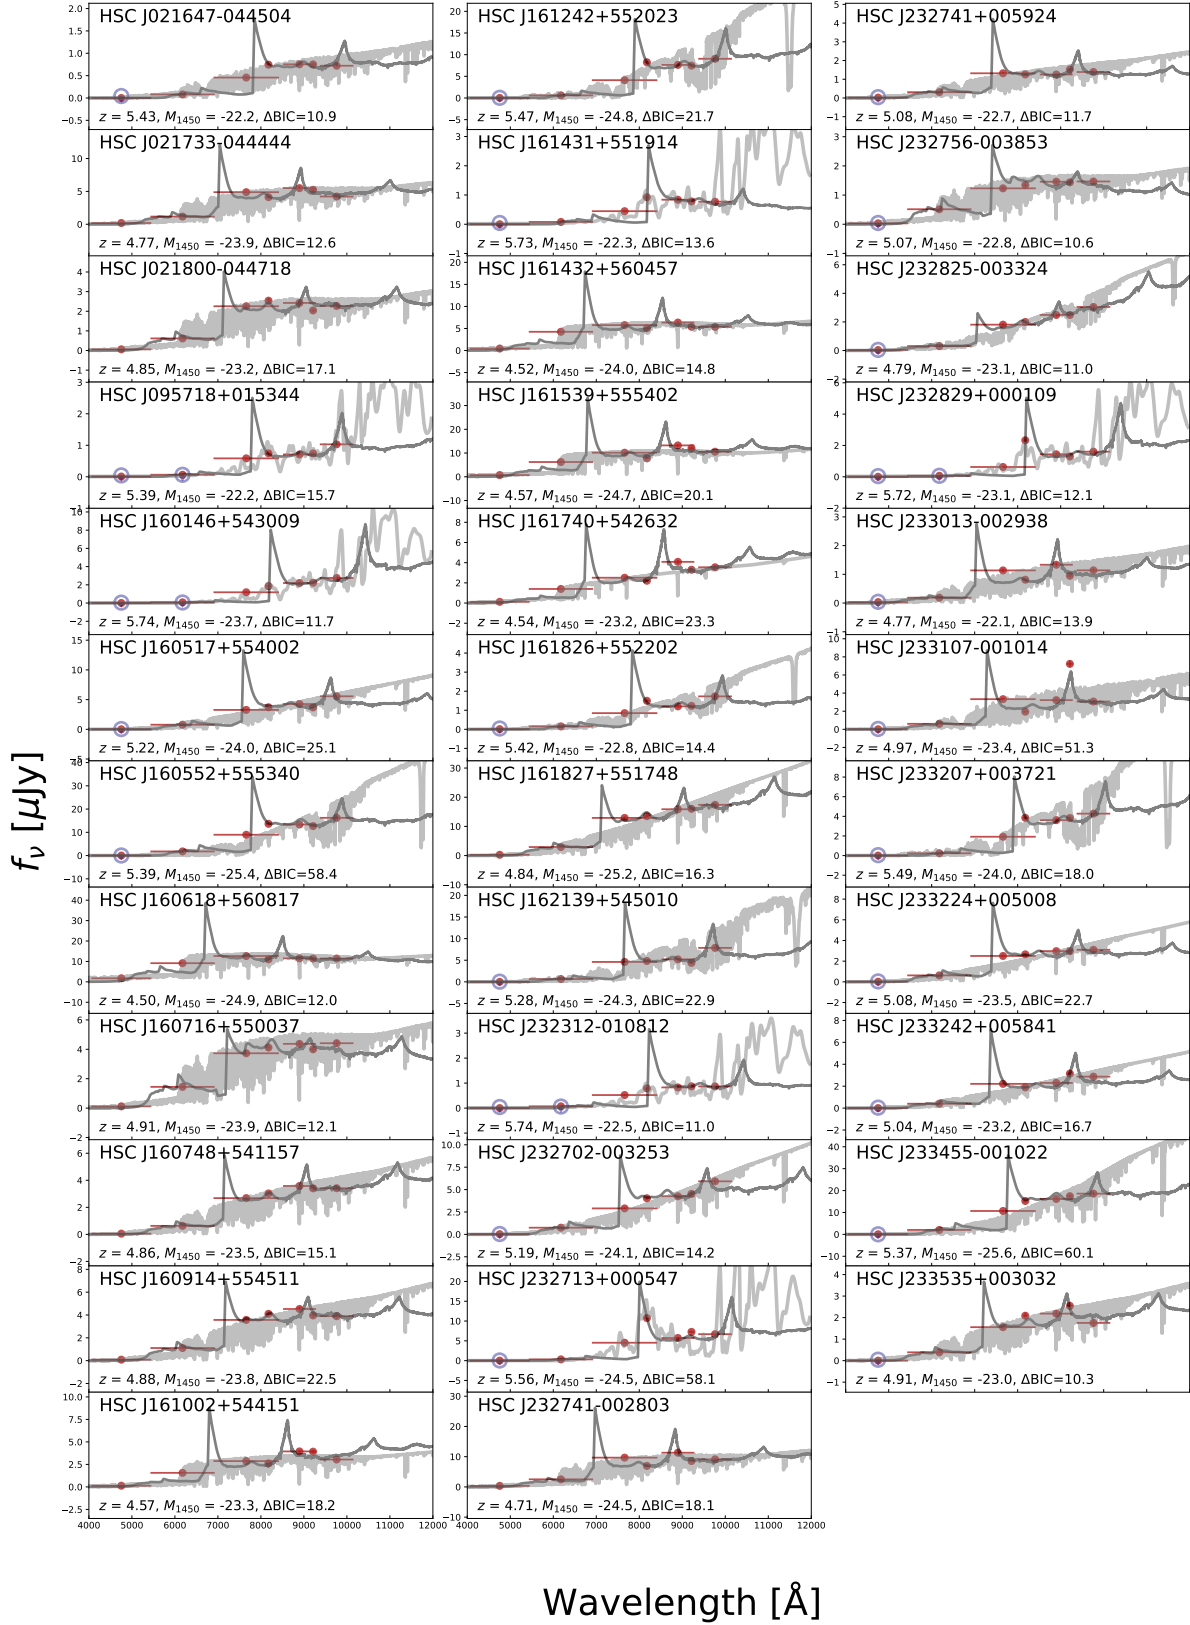 HSC J021647-044504
z = 5.43, M1450 = -22.2, ΔBIC=10.9
HSC J021733-044444
z = 4.77, M1450 = -23.9, ΔBIC=12.6
HSC J021800-044718
z = 4.85, M1450 = -23.2, ΔBIC=17.1
HSC J095718+015344
z = 5.39, M1450 = -22.2, ΔBIC=15.7
HSC J160146+543009
z = 5.74, M1450 = -23.7, ΔBIC=11.7
HSC J160517+554002
z = 5.22, M1450 = -24.0, ΔBIC=25.1
HSC J160552+555340
z = 5.39, M1450 = -25.4, ΔBIC=58.4
HSC J160618+560817
z = 4.50, M1450 = -24.9, ΔBIC=12.0
HSC J160716+550037
z = 4.91, M1450 = -23.9, ΔBIC=12.1
HSC J160748+541157
z = 4.86, M1450 = -23.5, ΔBIC=15.1
HSC J160914+554511
z = 4.88, M1450 = -23.8, ΔBIC=22.5
HSC J161002+544151
z = 4.57, M1450 = -23.3, ΔBIC=18.2
4000 5000 6000 7000 8000 9000 10000 12000
HSC J161242+552023
z = 5.47, M1450 = -24.8, ΔBIC=21.7
HSC J161431+551914
z = 5.73, M1450 = -22.3, ΔBIC=13.6
HSC J161432+560457
z = 4.52, M1450 = -24.0, ΔBIC=14.8
HSC J161539+555402
z = 4.57, M1450 = -24.7, ΔBIC=20.1
HSC J161740+542632
z = 4.54, M1450 = -23.2, ΔBIC=23.3
HSC J161826+552202
z = 5.42, M1450 = -22.8, ΔBIC=14.4
HSC J161827+551748
z = 4.84, M1450 = -25.2, ΔBIC=16.3
HSC J162139+545010
z = 5.28, M1450 = -24.3, ΔBIC=22.9
HSC J232312-010812
z = 5.74, M1450 = -22.5, ΔBIC=11.0
HSC J232702-003253
z = 5.19, M1450 = -24.1, ΔBIC=14.2
HSC J232713+000547
z = 5.56, M1450 = -24.5, ΔBIC=58.1
HSC J232741-002803
z = 4.71, M1450 = -24.5, ΔBIC=18.1
4000 5000 6000 7000 8000 9000 10000 12000
HSC J232741+005924
z = 5.08, M1450 = -22.7, ΔBIC=11.7
HSC J232756-003853
z = 5.07, M1450 = -22.8, ΔBIC=10.6
HSC J232825-003324
z = 4.79, M1450 = -23.1, ΔBIC=11.0
HSC J232829+000109
z = 5.72, M1450 = -23.1, ΔBIC=12.1
HSC J233013-002938
z = 4.77, M1450 = -22.1, ΔBIC=13.9
HSC J233107-001014
z = 4.97, M1450 = -23.4, ΔBIC=51.3
HSC J233207+003721
z = 5.49, M1450 = -24.0, ΔBIC=18.0
HSC J233224+005008
z = 5.08, M1450 = -23.5, ΔBIC=22.7
HSC J233242+005841
z = 5.04, M1450 = -23.2, ΔBIC=16.7
HSC J233455-001022
z = 5.37, M1450 = -25.6, ΔBIC=60.1
HSC J233535+003032
z = 4.91, M1450 = -23.0, ΔBIC=10.3
fν [μJy]
Wavelength [Å]